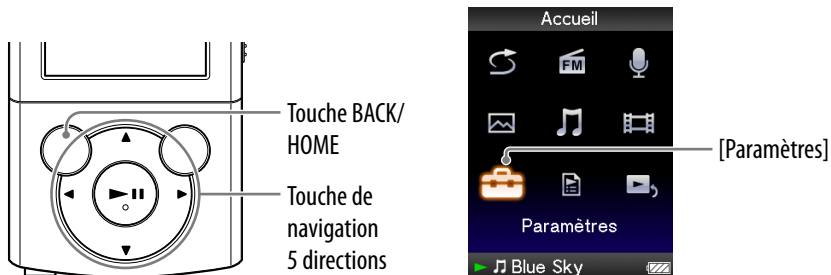 Touche BACK/
HOME
Touche de
navigation
5 directions
Accueil
FM
Paramètres
Blue Sky
[Paramètres]